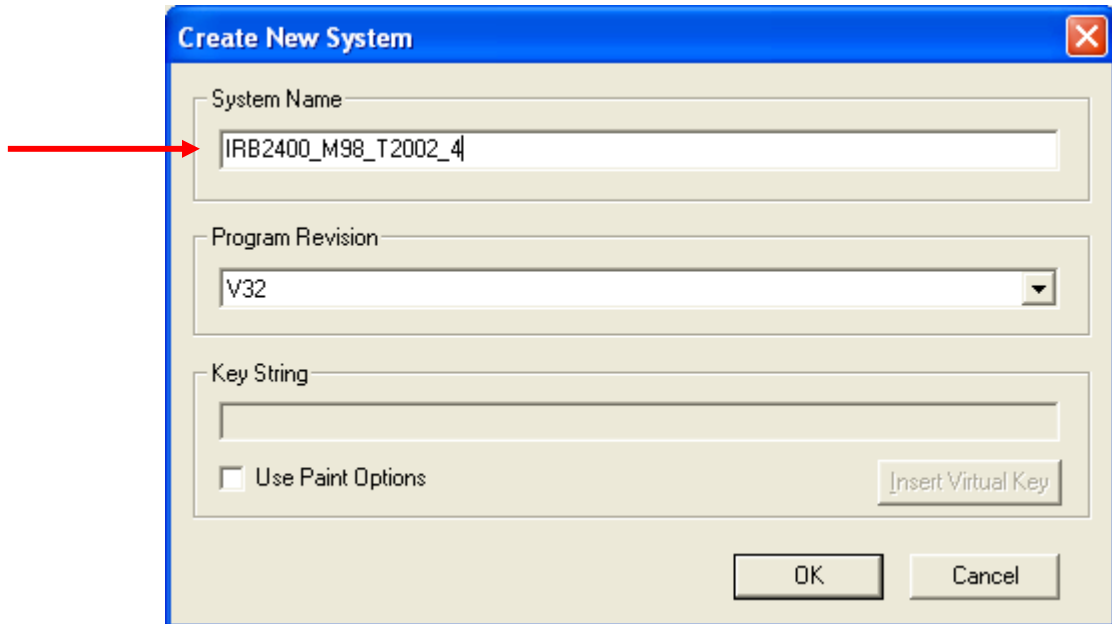 Create New System
System Name
IRB2400_M98_T2002_4
Program Revision
V32
Key String
Use Paint Options
Insert Virtual Key
OK
Cancel